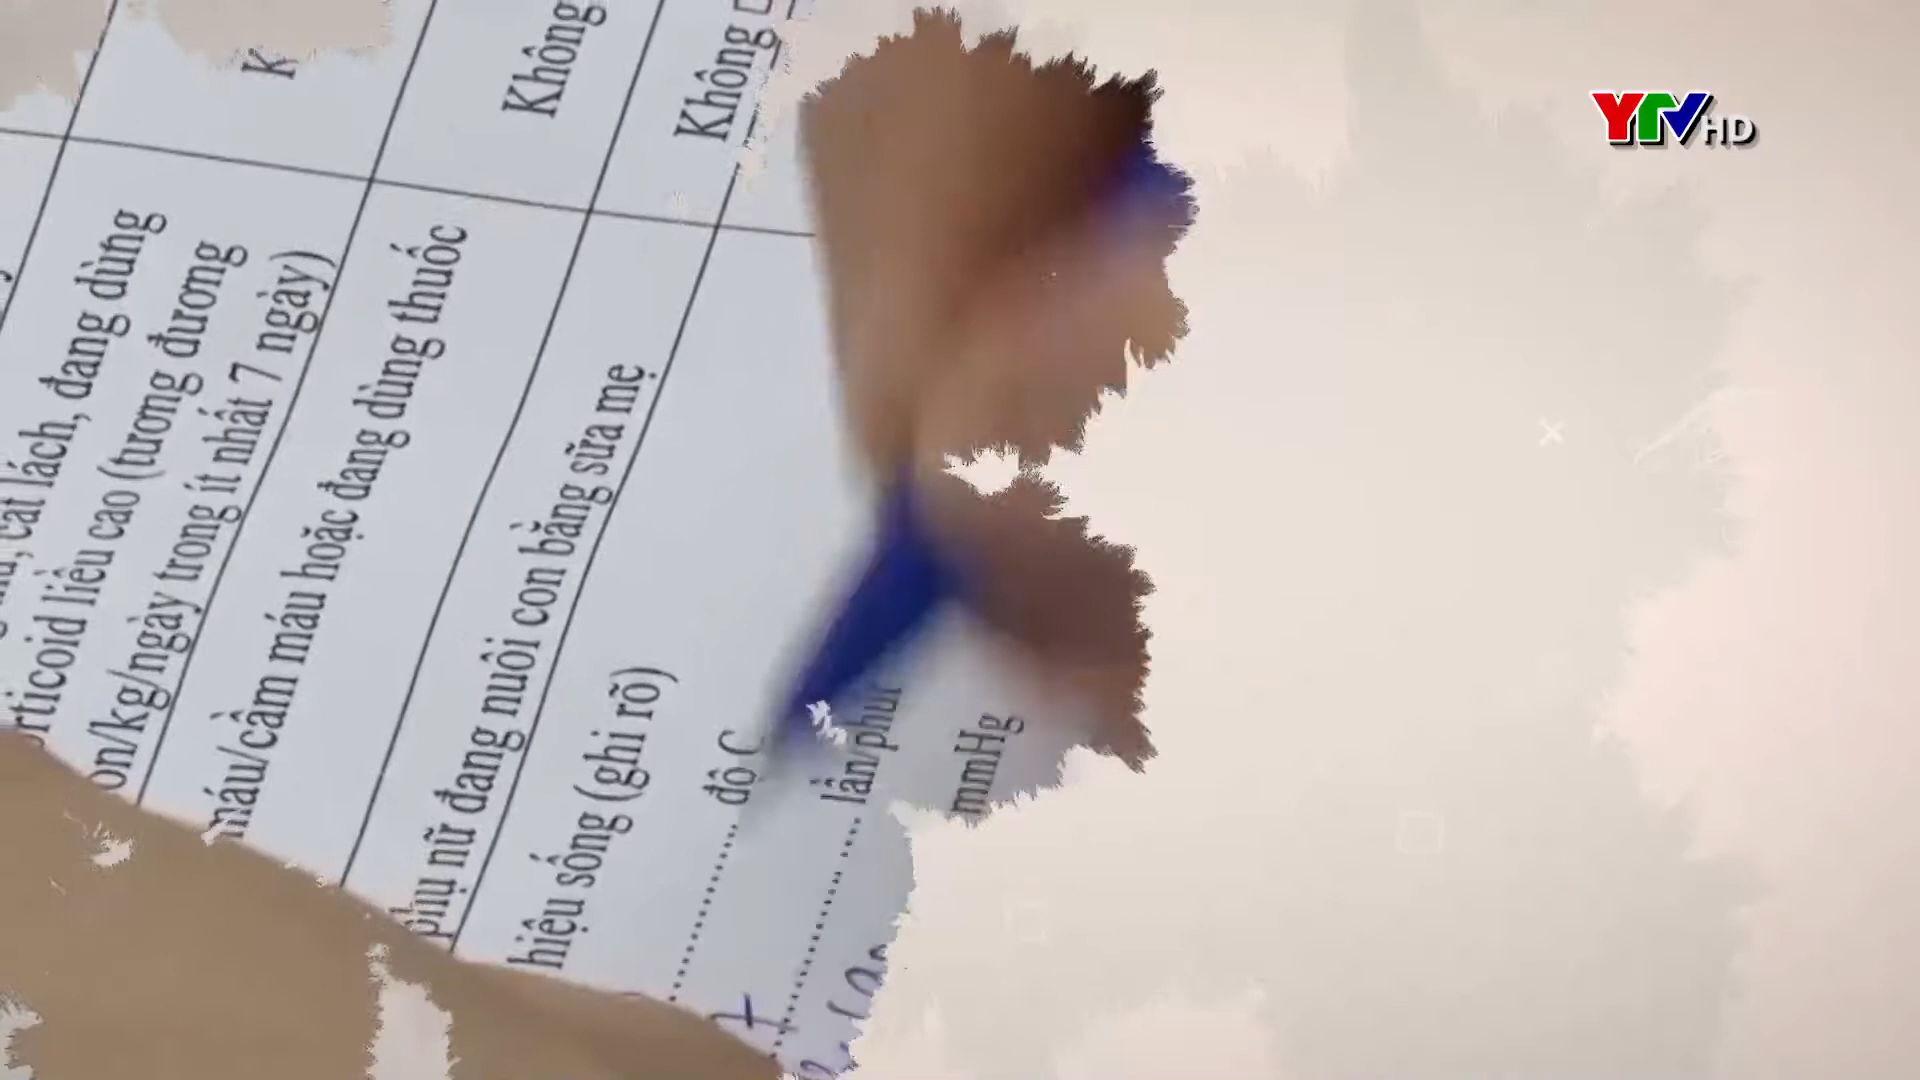 YTV HD
cắt lách, đang dùng
orticoid liều cao (tương đương
on/kg/ngày trong ít nhất 7 ngày)
K
máu/cầm máu hoặc đang dùng thuốc
Không
phụ nữ đang nuôi con bằng sữa mẹ
Không
hiệu sống (ghi rõ)
độ C
lần/phút
mmHg